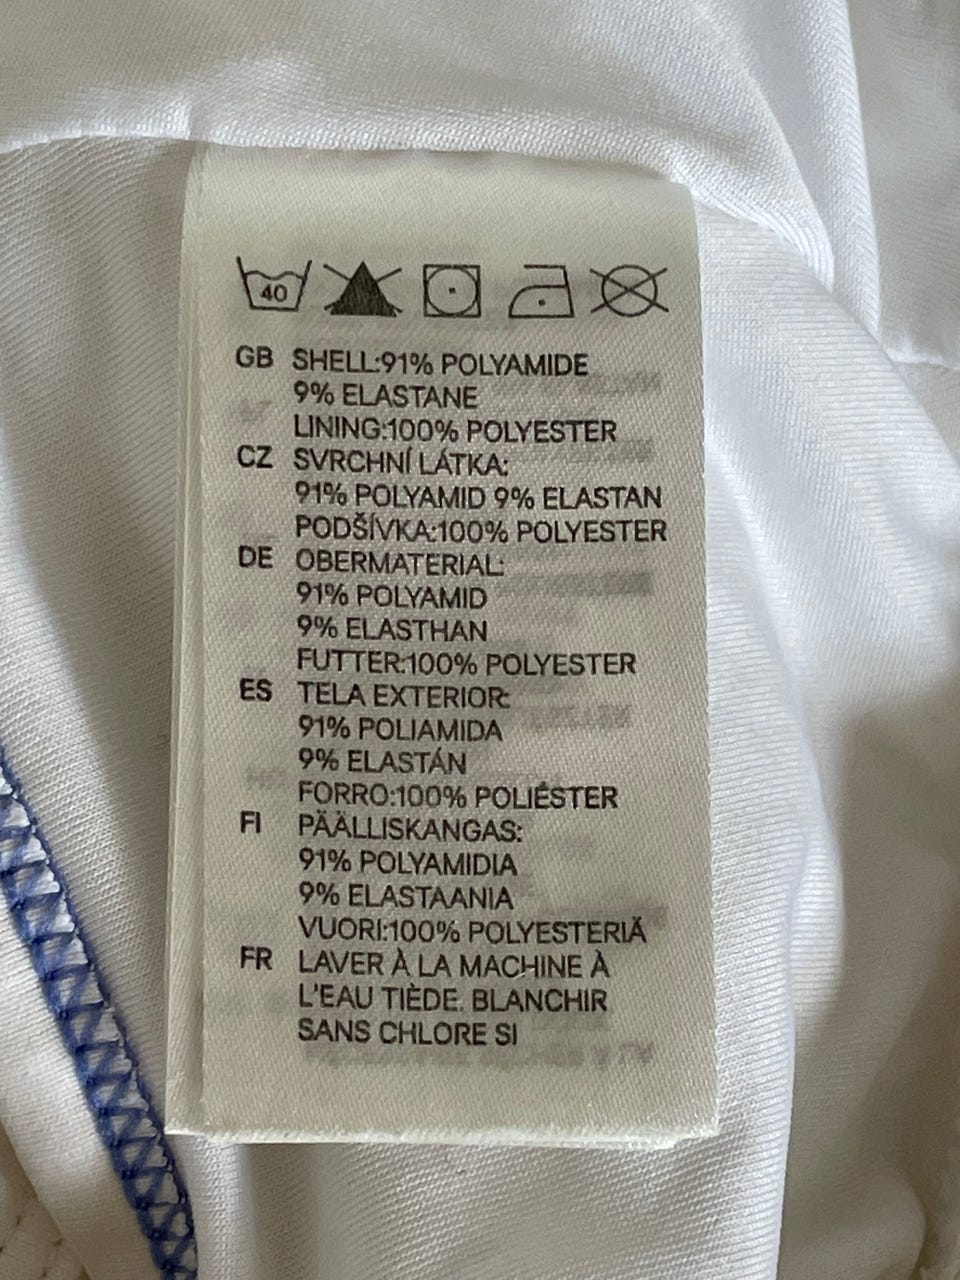 40
GB SHELL:91% POLYAMIDE
9% ELASTANE
LINING:100% POLYESTER
CZ SVRCHNÍ LÁTKA:
91% POLYAMID 9% ELASTAN
PODŠÍVKA:100% POLYESTER
DE OBERMATERIAL:
91% POLYAMID
9% ELASTHAN
FUTTER:100% POLYESTER
ES TELA EXTERIOR:
91% POLIAMIDA
9% ELASTÁN
FORRO:100% POLIÉSTER
FI PÄÄLLISKANGAS:
91% POLYAMIDIA
9% ELASTAANIA
VUORI:100% POLYESTERIÄ
FR LAVER À LA MACHINE À
L'EAU TIÈDE. BLANCHIR
SANS CHLORE SI